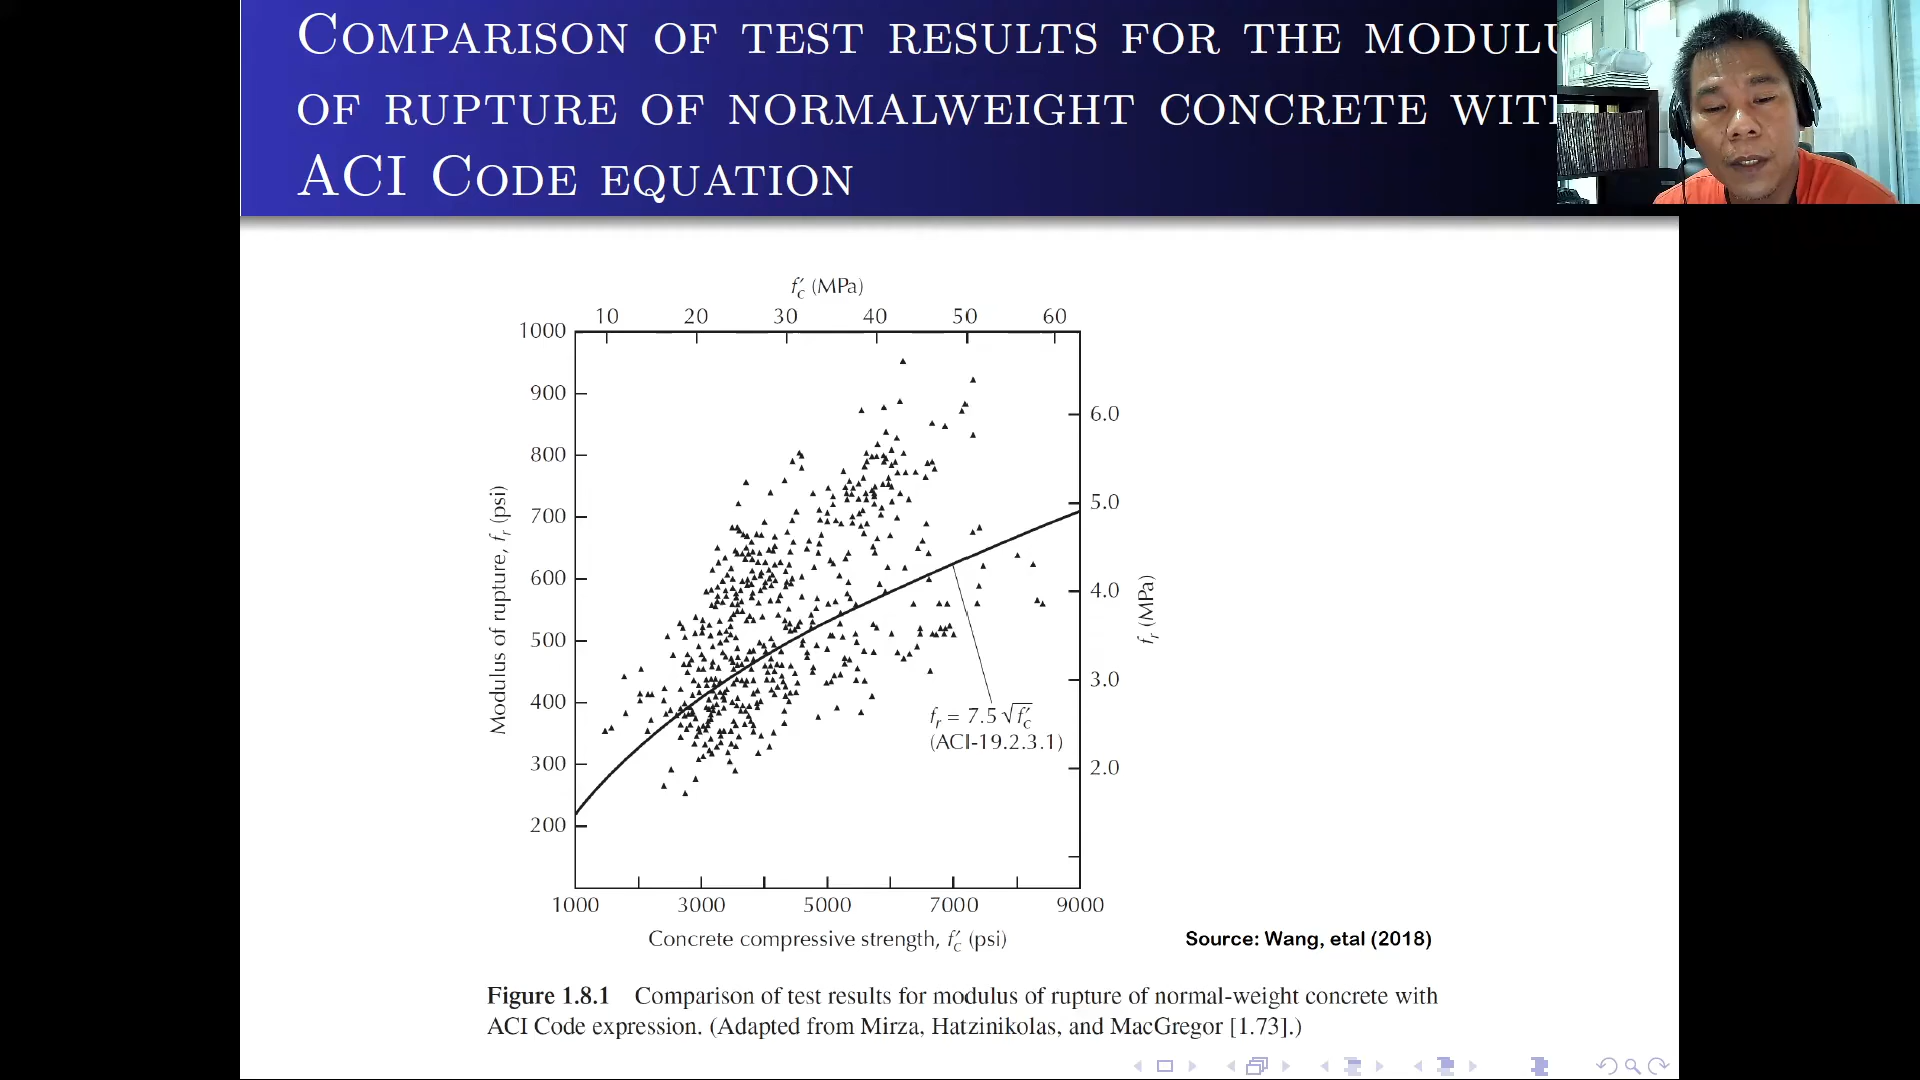 COMPARISON OF TEST RESULTS FOR THE MODULU
OF RUPTURE OF NORMALWEIGHT CONCRETE WITH
ACI CODE EQUATION
f′c (MPa)
10 20 30 40 50 60
1000
900
800
700
600
500
400
300
200
Modulus of rupture, fr (psi)
6.0
5.0
4.0
3.0
2.0
fr (MPa)
fr = 7.5√f′c
(ACI-19.2.3.1)
1000 3000 5000 7000 9000
Concrete compressive strength, f′c (psi)
Source: Wang, etal (2018)
Figure 1.8.1 Comparison of test results for modulus of rupture of normal-weight concrete with
ACI Code expression. (Adapted from Mirza, Hatzinikolas, and MacGregor [1.73].)